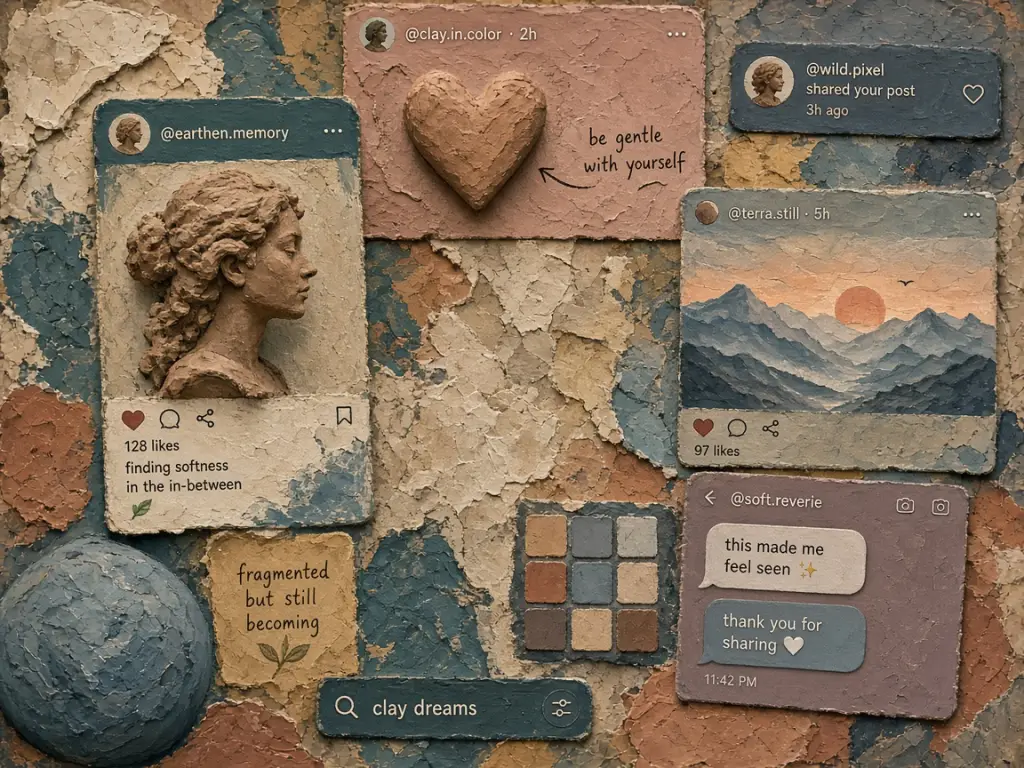 @clay.in.color · 2h
be gentle
with yourself
@wild.pixel
shared your post
3h ago
@earthen.memory
128 likes
finding softness
in the in-between
@terra.still · 5h
97 likes
@soft.reverie
this made me
feel seen ✨
thank you for
sharing 🤍
11:42 PM
fragmented
but still
becoming
clay dreams